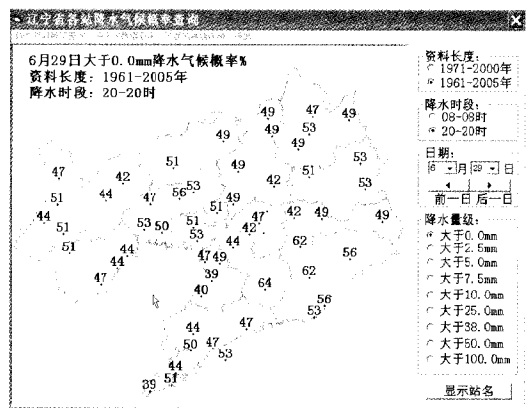 辽宁省各站降水气候概率查询
6月29日大于0.0mm降水气候概率%
资料长度：1961-2005年
降水时段：20-20时
49 47 49
49 53
49
49
51 49 53
47 42 51
42 53
44 56 53
51 47 49
51
44 47 42 49 49
51 53 50 51 42
53 44 62
51 44 56
44 47 49
47 39 62
40 64
56
53
44 47
50 47
53
44
51
39
资料长度：
1971-2000年
1961-2005年
降水时段：
08-08时
20-20时
日期：
6 月 29 日
前一日 后一日
降水量级：
大于0.0mm
大于2.5mm
大于5.0mm
大于7.5mm
大于10.0mm
大于25.0mm
大于38.0mm
大于50.0mm
大于100.0mm
显示站名